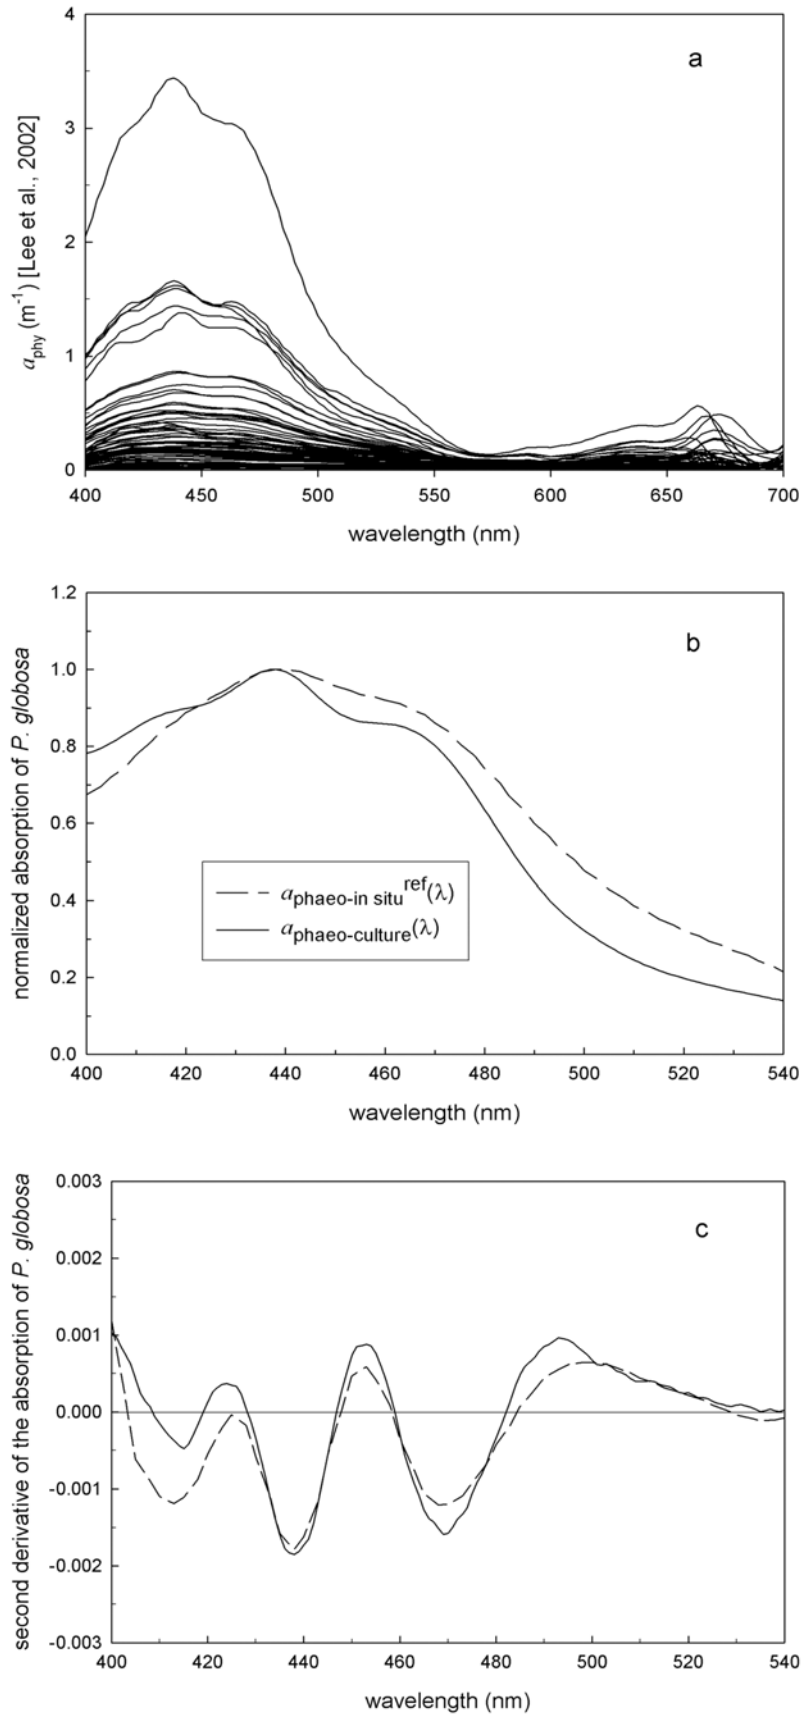 a
4
3
2
1
0
400 450 500 550 600 650 700
a_phy (m⁻¹) [Lee et al., 2002]
wavelength (nm)
b
1.2
1.0
0.8
0.6
0.4
0.2
0.0
400 420 440 460 480 500 520 540
normalized absorption of P. globosa
a_phaeo-in situ^ref(λ)
a_phaeo-culture(λ)
wavelength (nm)
c
0.003
0.002
0.001
0.000
-0.001
-0.002
-0.003
400 420 440 460 480 500 520 540
second derivative of the absorption of P. globosa
wavelength (nm)